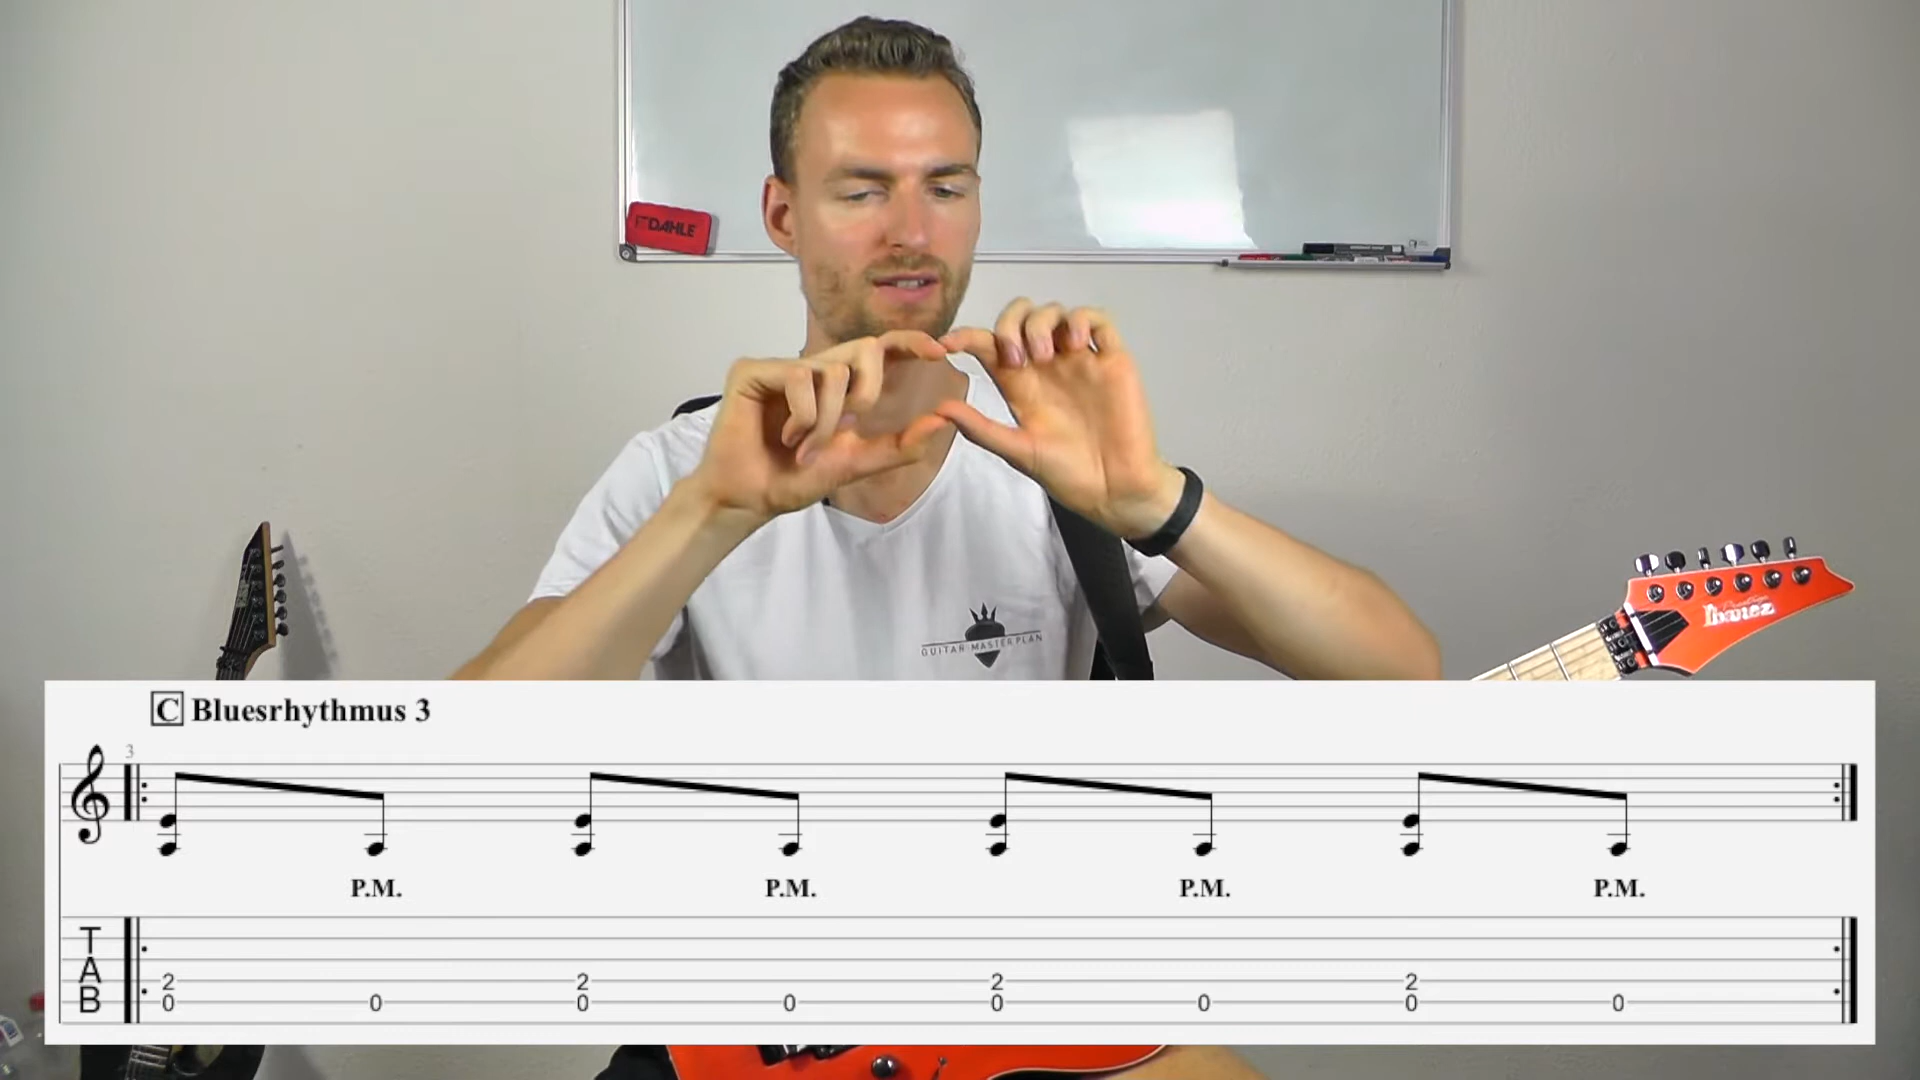 DAHLE
GUITAR MASTER PLAN
Prestige
Ibanez
C Bluesrhythmus 3
3
P.M. P.M. P.M. P.M.
T
A
B
2 2 2 2
0 0 0 0 0 0 0 0